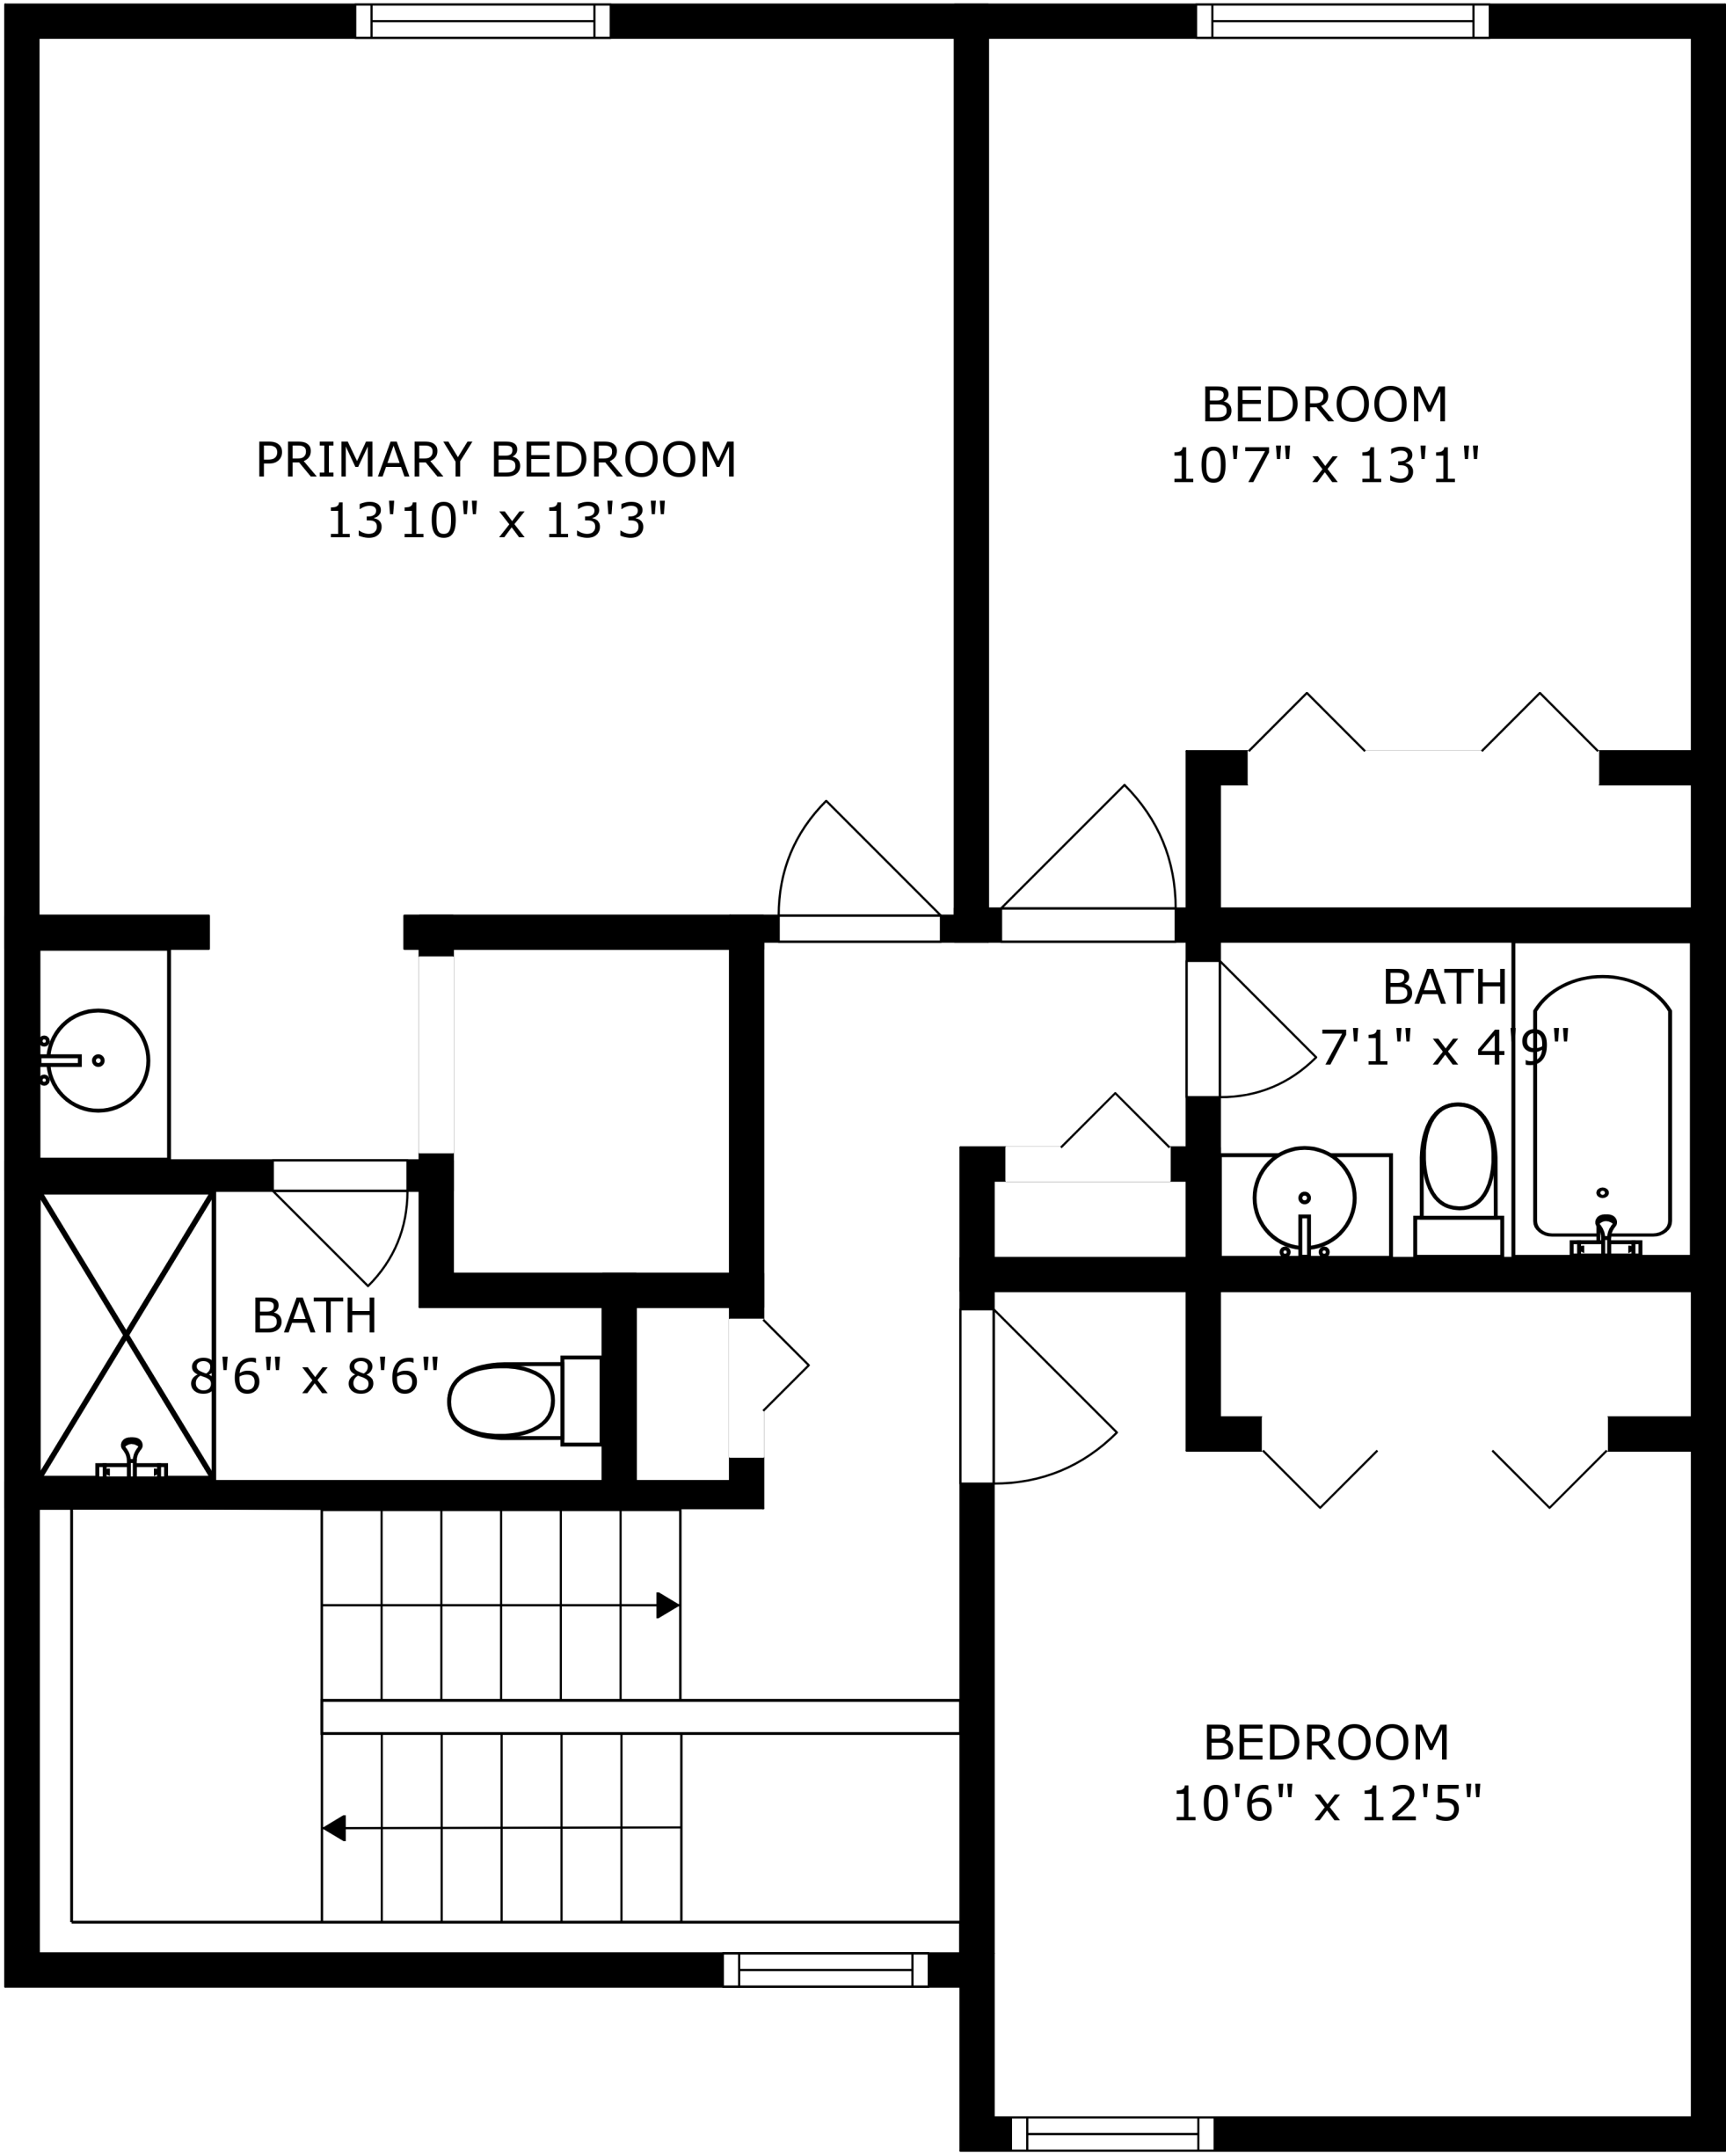 BEDROOM
10'7" x 13'1"
PRIMARY BEDROOM
13'10" x 13'3"
BATH
7'1" x 4'9"
BATH
8'6" x 8'6"
BEDROOM
10'6" x 12'5"